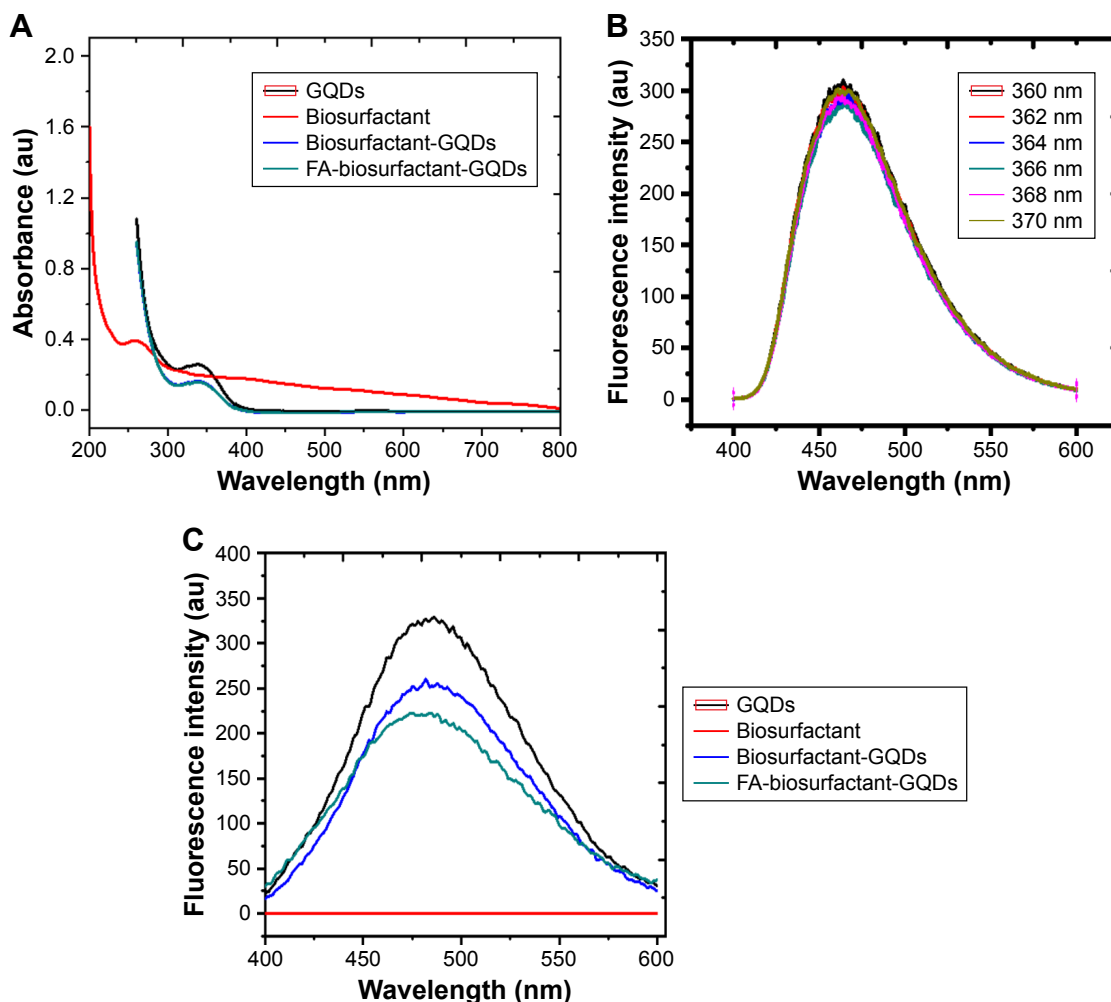 A
Absorbance (au)
2.0
1.6
1.2
0.8
0.4
0.0
200 300 400 500 600 700 800
Wavelength (nm)
GQDs
Biosurfactant
Biosurfactant-GQDs
FA-biosurfactant-GQDs
B
Fluorescence intensity (au)
350
300
250
200
150
100
50
0
400 450 500 550 600
Wavelength (nm)
360 nm
362 nm
364 nm
366 nm
368 nm
370 nm
C
Fluorescence intensity (au)
400
350
300
250
200
150
100
50
0
400 450 500 550 600
Wavelength (nm)
GQDs
Biosurfactant
Biosurfactant-GQDs
FA-biosurfactant-GQDs